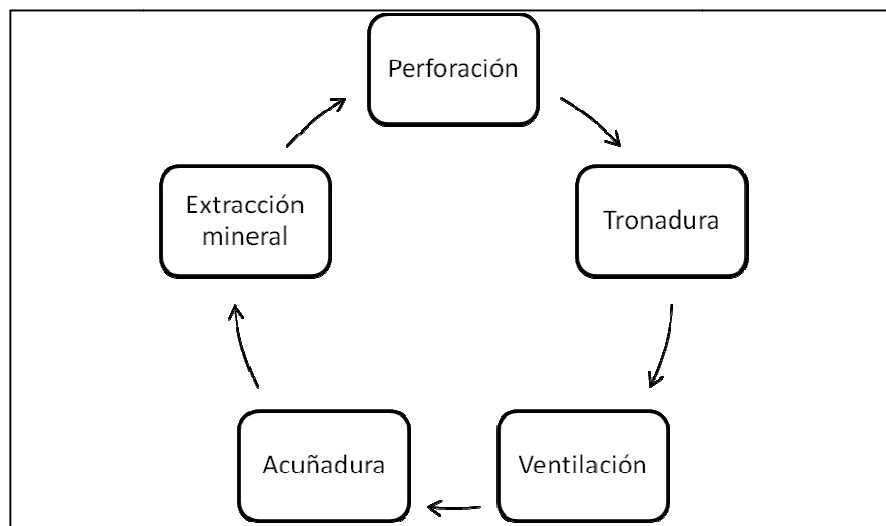 Perforación
Tronadura
Ventilación
Acuñadura
Extracción
mineral